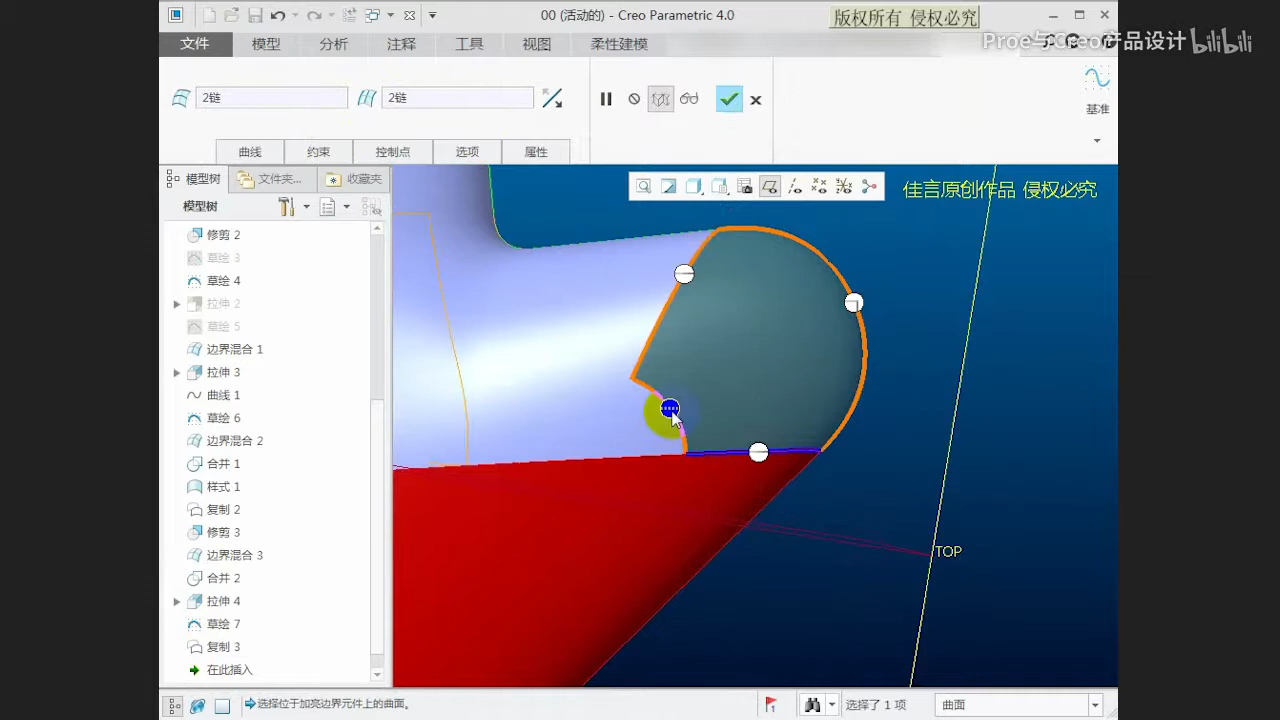 00 (活动的) - Creo Parametric 4.0
版权所有 侵权必究
文件 模型 分析 注释 工具 视图 柔性建模
Proe与Creo产品设计 bilibili
2链 2链
基准
曲线 约束 控制点 选项 属性
模型树 文件夹... 收藏夹
佳言原创作品 侵权必究
模型树
修剪 2
草绘 3
草绘 4
拉伸 2
草绘 5
边界混合 1
拉伸 3
曲线 1
草绘 6
边界混合 2
合并 1
样式 1
复制 2
修剪 3
边界混合 3
TOP
合并 2
拉伸 4
草绘 7
复制 3
在此插入
选择位于加亮边界元件上的曲面。
1
选择了 1 项
曲面